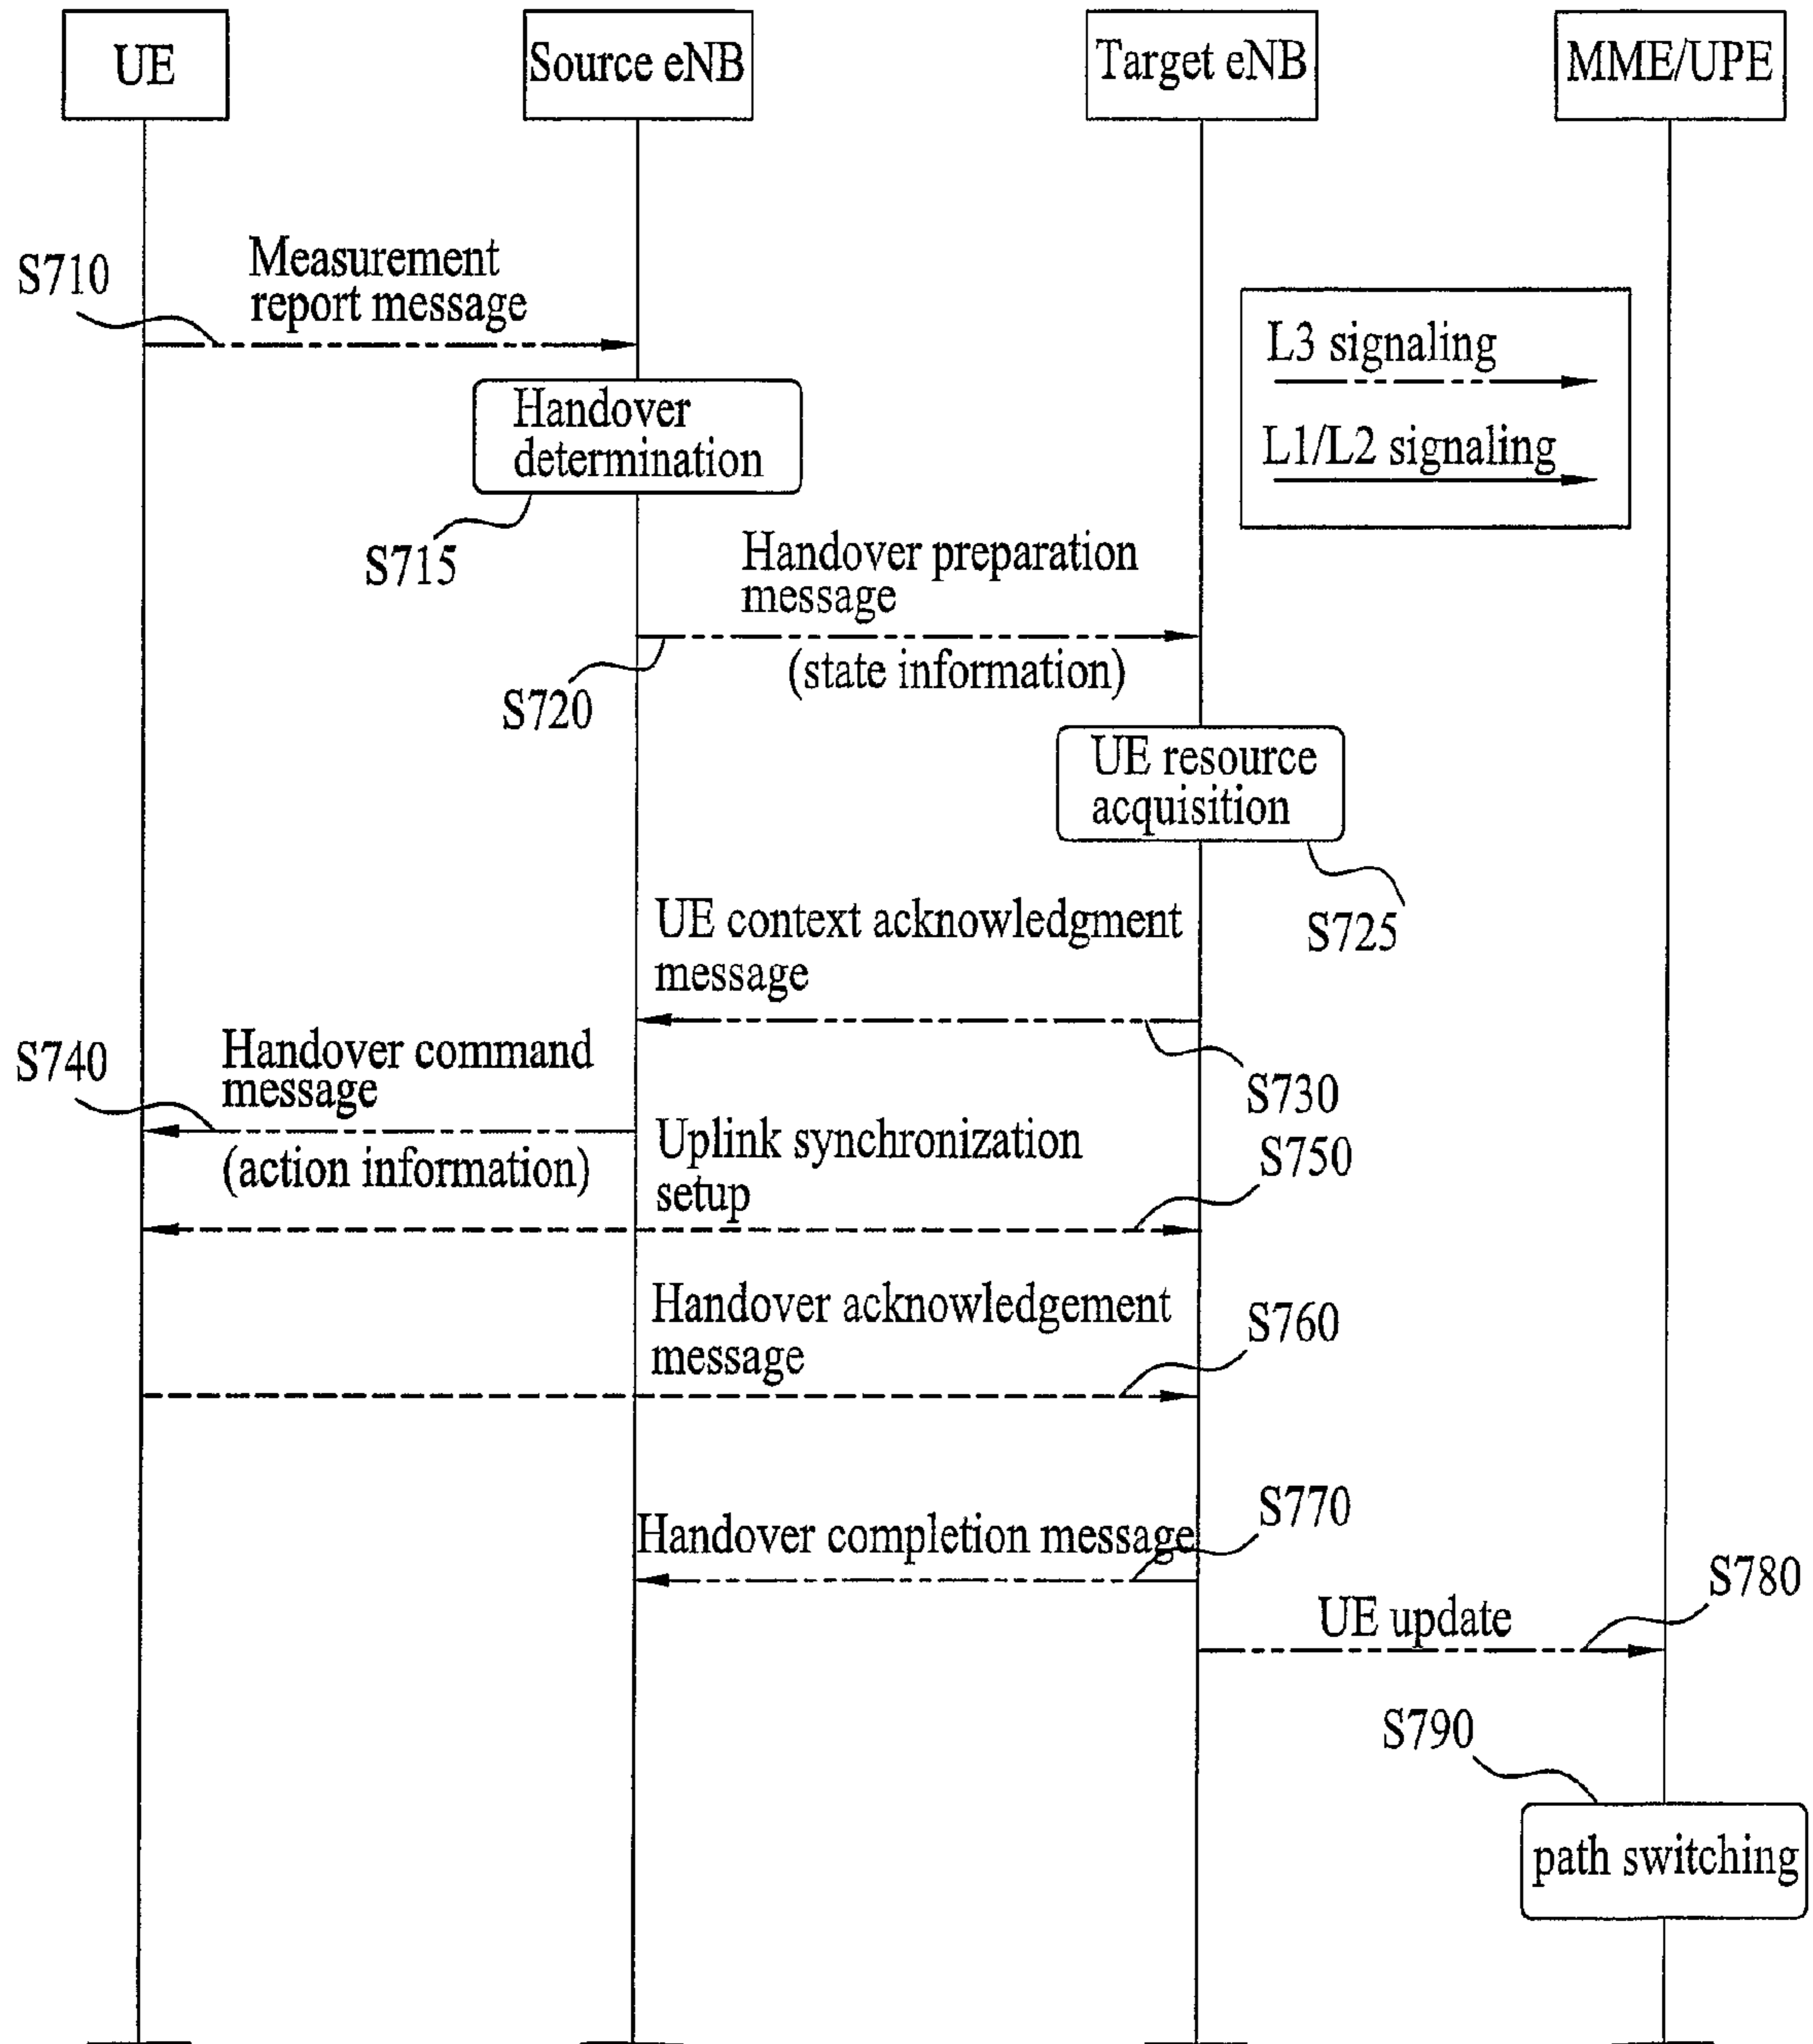 UE
Source eNB
Target eNB
MME/UPE
S710
Measurement
report message
L3 signaling
L1/L2 signaling
Handover
determination
S715
Handover preparation
message
(state information)
S720
UE resource
acquisition
S725
UE context acknowledgment
message
S730
S740
Handover command
message
(action information)
Uplink synchronization
setup
S750
Handover acknowledgement
message
S760
Handover completion message
S770
UE update
S780
S790
path switching